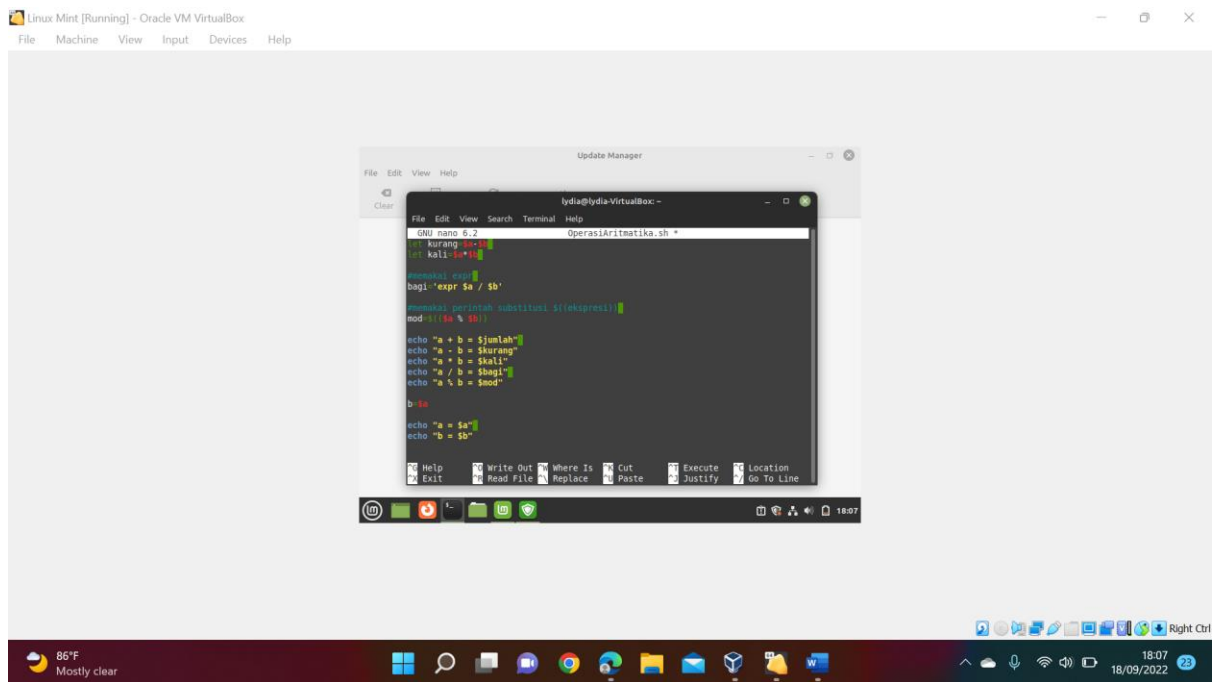 Linux Mint [Running] - Oracle VM VirtualBox
File Machine View Input Devices Help
Update Manager
File Edit View Help
Clear
lydia@lydia-VirtualBox: ~
File Edit View Search Terminal Help
GNU nano 6.2 OperasiAritmatika.sh *
let kurang=$a-$b
let kali=$a*$b
#memakai expr
bagi='expr $a / $b'
#memakai perintah substitusi $((ekspresi))
mod=$(($a % $b))
echo "a + b = $jumlah"
echo "a - b = $kurang"
echo "a * b = $kali"
echo "a / b = $bagi"
echo "a % b = $mod"
b=$a
echo "a = $a"
echo "b = $b"
^G Help ^O Write Out ^W Where Is ^K Cut ^T Execute ^C Location
^X Exit ^R Read File ^\ Replace ^U Paste ^J Justify ^/ Go To Line
18:07
Right Ctrl
86°F
Mostly clear
18:07
18/09/2022
23